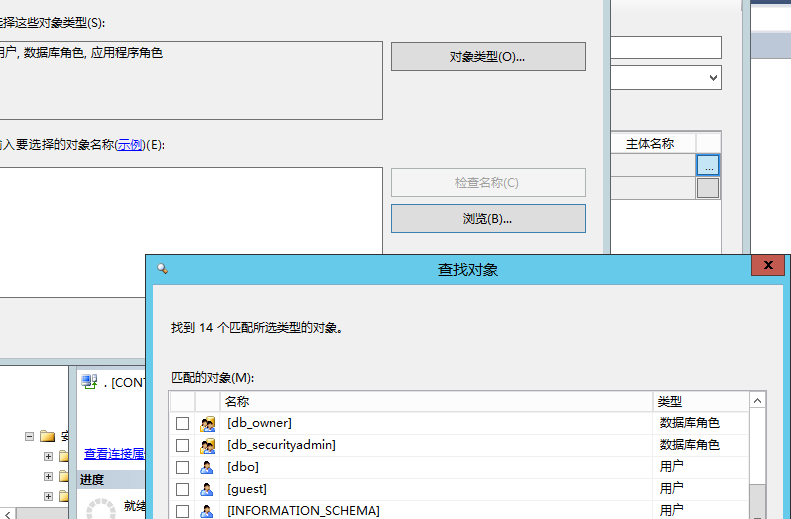 择这些对象类型(S):
用户, 数据库角色, 应用程序角色
对象类型(O)...
输入要选择的对象名称(示例)(E):
检查名称(C)
浏览(B)...
主体名称
...
查找对象
找到 14 个匹配所选类型的对象。
匹配的对象(M):
名称
类型
[db_owner]
数据库角色
[db_securityadmin]
数据库角色
[dbo]
用户
[guest]
用户
[INFORMATION_SCHEMA]
用户
. [CONT
查看连接属
进度
就绪